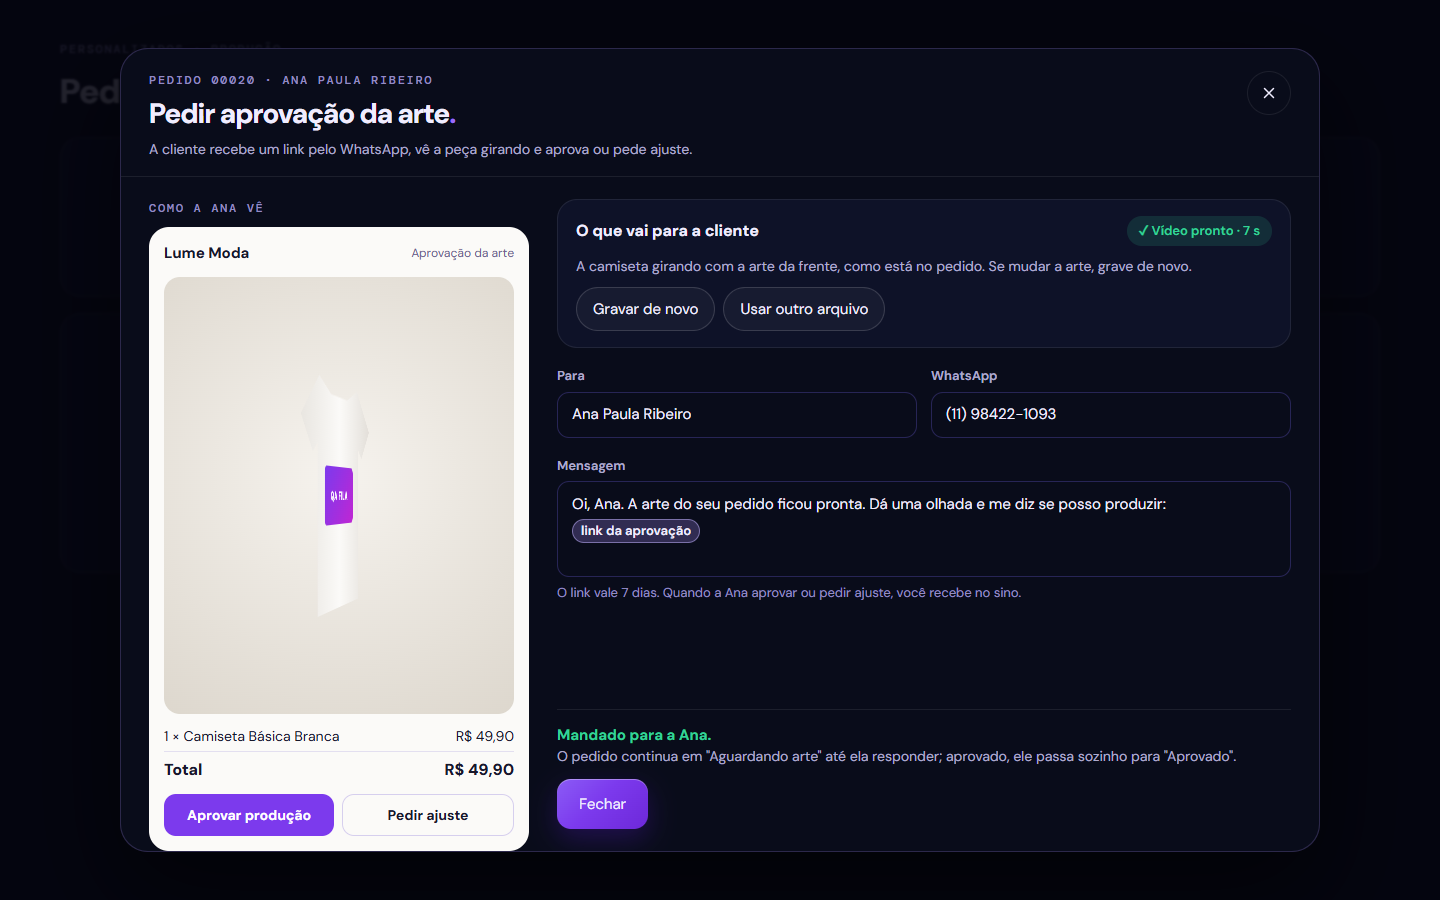 PEDIDO 00020 · ANA PAULA RIBEIRO
Pedir aprovação da arte.
A cliente recebe um link pelo WhatsApp, vê a peça girando e aprova ou pede ajuste.
COMO A ANA VÊ
Lume Moda
Aprovação da arte
1 × Camiseta Básica Branca
R$ 49,90
Total
R$ 49,90
Aprovar produção
Pedir ajuste
O que vai para a cliente
✓ Vídeo pronto · 7 s
A camiseta girando com a arte da frente, como está no pedido. Se mudar a arte, grave de novo.
Gravar de novo
Usar outro arquivo
Para
WhatsApp
Ana Paula Ribeiro
(11) 98422-1093
Mensagem
Oi, Ana. A arte do seu pedido ficou pronta. Dá uma olhada e me diz se posso produzir:
link da aprovação
O link vale 7 dias. Quando a Ana aprovar ou pedir ajuste, você recebe no sino.
Mandado para a Ana.
O pedido continua em "Aguardando arte" até ela responder; aprovado, ele passa sozinho para "Aprovado".
Fechar